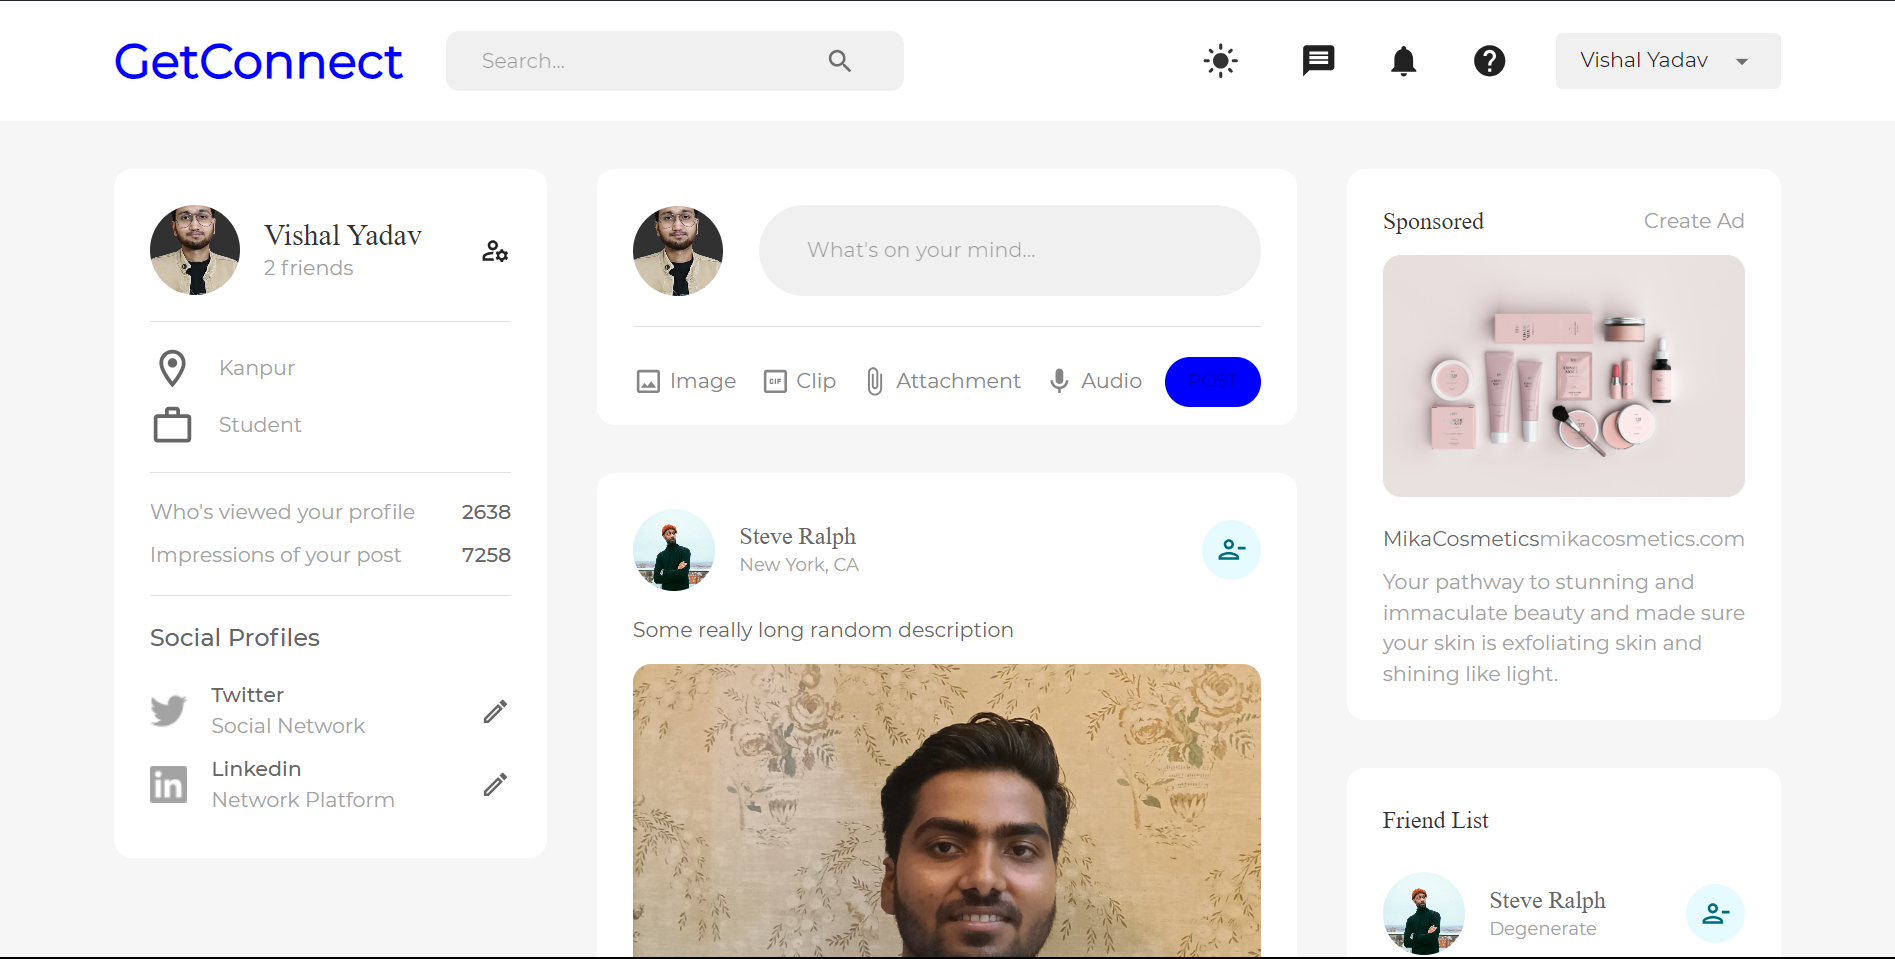 GetConnect
Search...
Vishal Yadav
Vishal Yadav
2 friends
Kanpur
Student
Who's viewed your profile 2638
Impressions of your post 7258
Social Profiles
Twitter
Social Network
Linkedin
Network Platform
What's on your mind...
Image
GIF Clip
Attachment
Audio
POST
Steve Ralph
New York, CA
Some really long random description
Sponsored Create Ad
MikaCosmetics mikacosmetics.com
Your pathway to stunning and
immaculate beauty and made sure
your skin is exfoliating skin and
shining like light.
Friend List
Steve Ralph
Degenerate